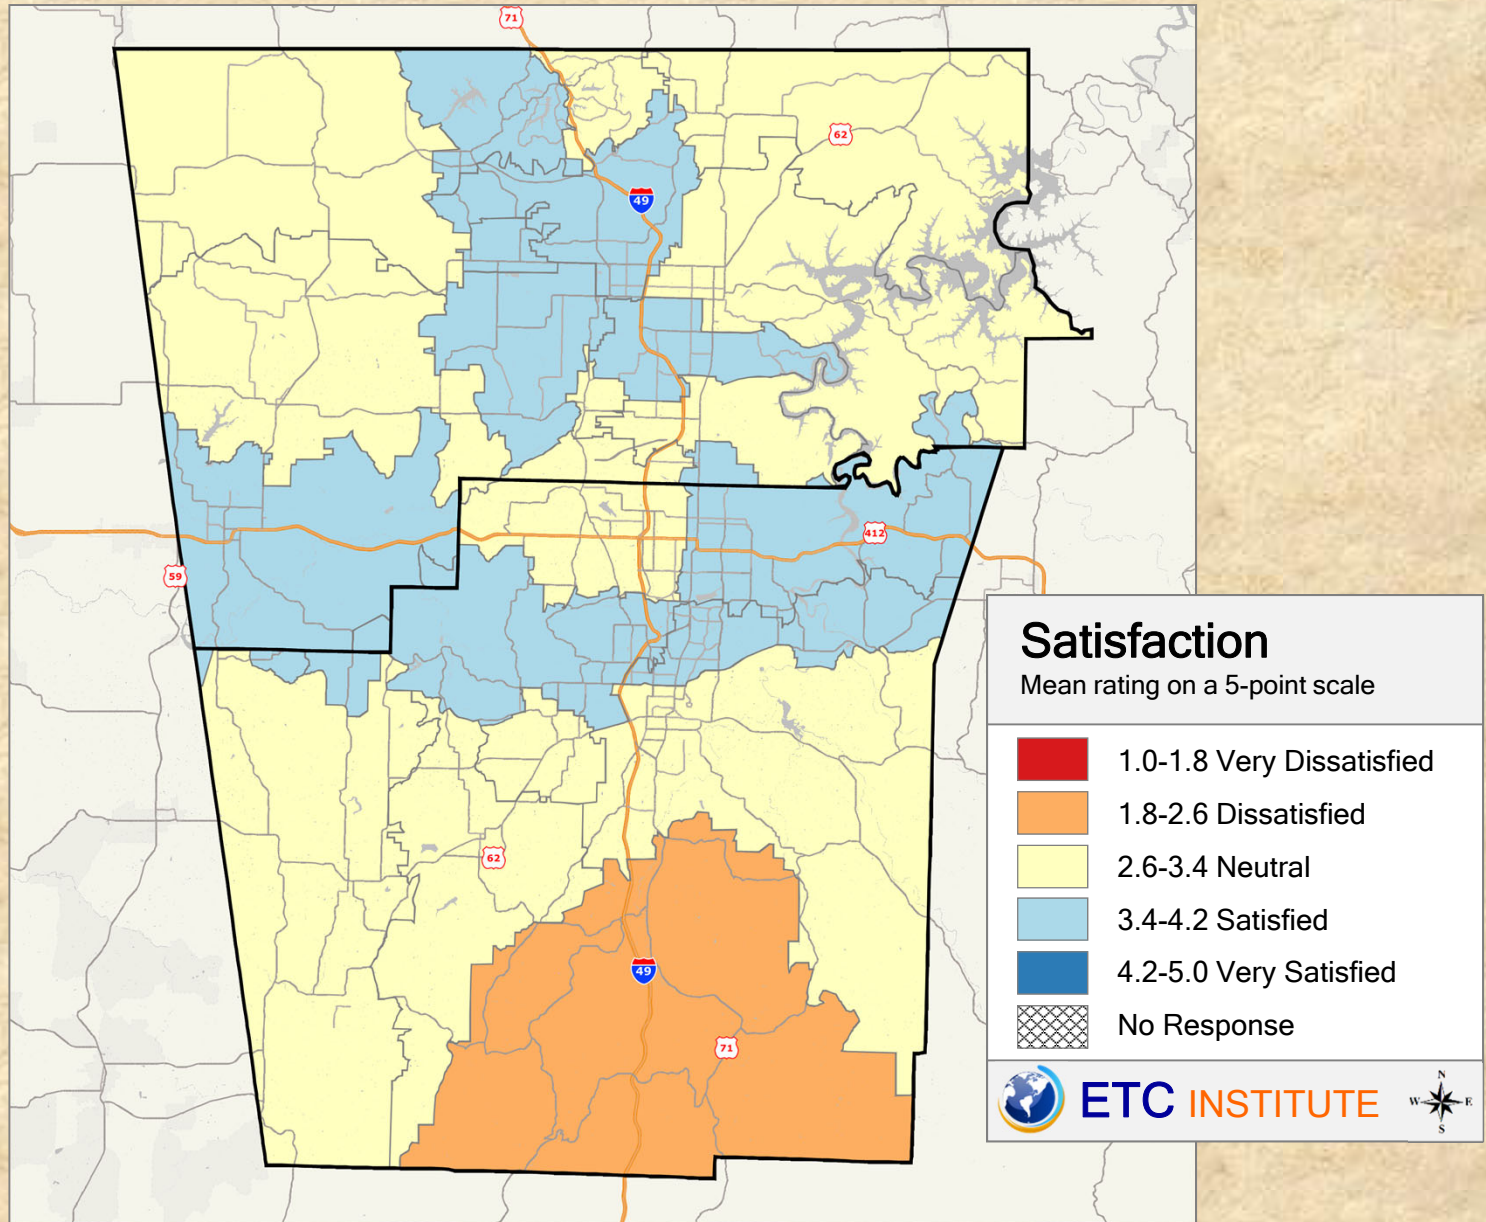 71
62
49
412
59
62
49
71
Satisfaction
Mean rating on a 5-point scale
1.0-1.8 Very Dissatisfied
1.8-2.6 Dissatisfied
2.6-3.4 Neutral
3.4-4.2 Satisfied
4.2-5.0 Very Satisfied
No Response
ETC INSTITUTE
N
W E
S